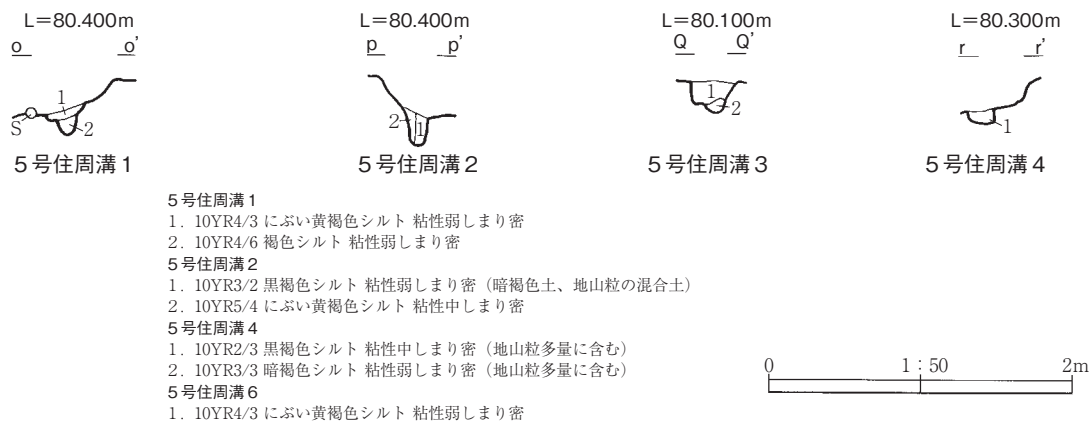 L=80.400m L=80.400m L=80.100m L=80.300m
o o' p p' Q Q' r r'
1 2 S 2 1 1 2 1
5号住周溝1 5号住周溝2 5号住周溝3 5号住周溝4
5号住周溝1
1. 10YR4/3 にぶい黄褐色シルト 粘性弱しまり密
2. 10YR4/6 褐色シルト 粘性弱しまり密
5号住周溝2
1. 10YR3/2 黒褐色シルト 粘性弱しまり密（暗褐色土、地山粒の混合土）
2. 10YR5/4 にぶい黄褐色シルト 粘性中しまり密
5号住周溝4
1. 10YR2/3 黒褐色シルト 粘性中しまり密（地山粒多量に含む）
2. 10YR3/3 暗褐色シルト 粘性弱しまり密（地山粒多量に含む）
5号住周溝6
1. 10YR4/3 にぶい黄褐色シルト 粘性弱しまり密
0 1:50 2m